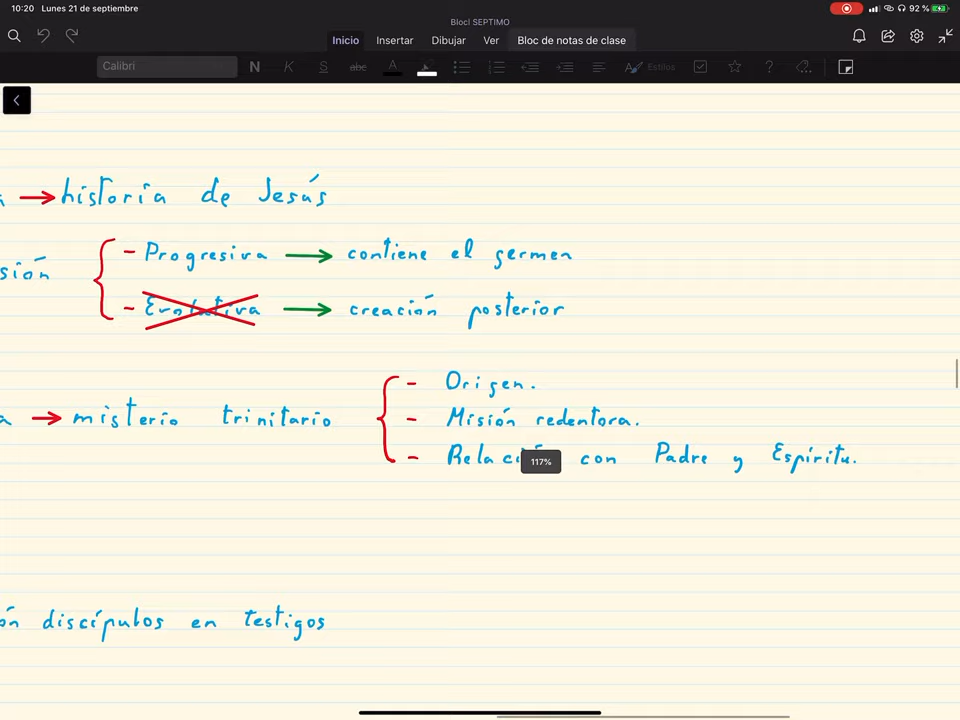 10:20 Lunes 21 de septiembre
92 %
Bloc| SEPTIMO
Inicio Insertar Dibujar Ver Bloc de notas de clase
Calibri N K S abc A A Estilos
a → historia de Jesús
sión { - Progresiva → contiene el germen
- Evolutiva → creación posterior
a → misterio trinitario { - Origen.
- Misión redentora.
- Relación con Padre y Espíritu.
117%
ón discípulos en testigos